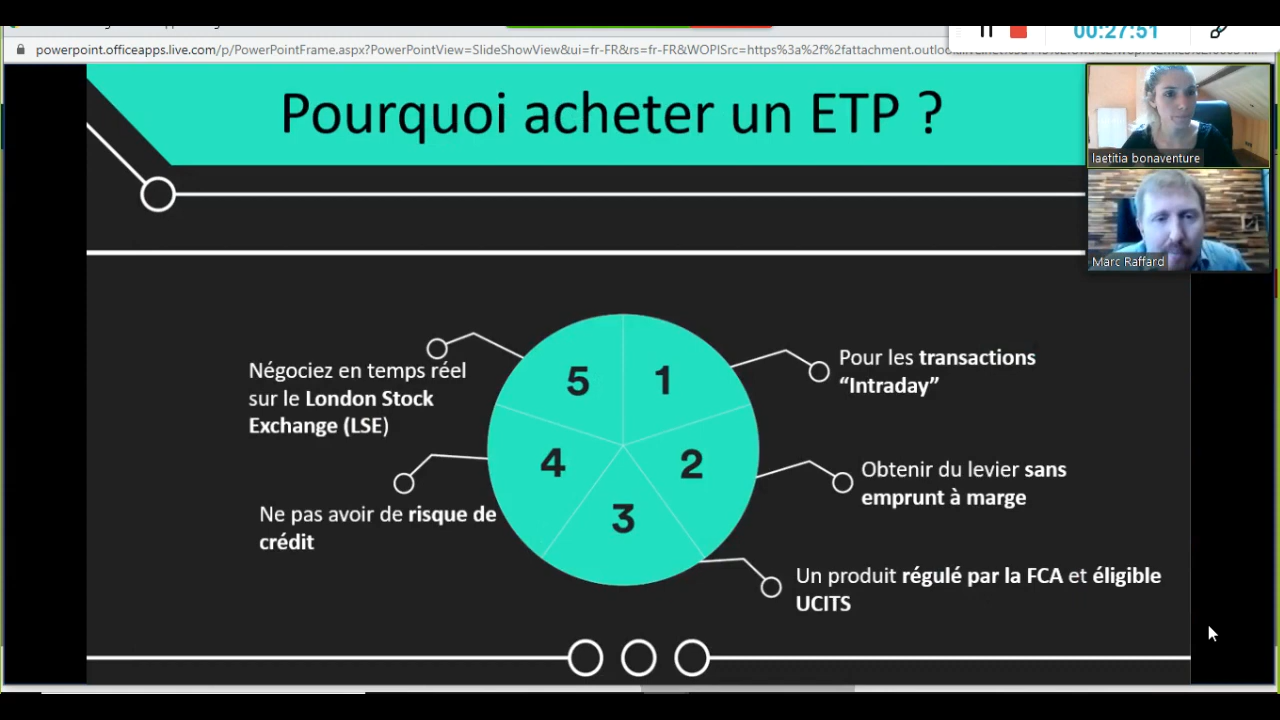 00:27:51
powerpoint.officeapps.live.com/p/PowerPointFrame.aspx?PowerPointView=SlideShowView&ui=fr-FR&rs=fr-FR&WOPISrc=https%3a%2f%2fattachment.outloo
Pourquoi acheter un ETP ?
laetitia bonaventure
Marc Raffard
Négociez en temps réel
sur le London Stock
Exchange (LSE)
5
1
Pour les transactions
“Intraday”
4
2
Obtenir du levier sans
emprunt à marge
Ne pas avoir de risque de
crédit
3
Un produit régulé par la FCA et éligible
UCITS